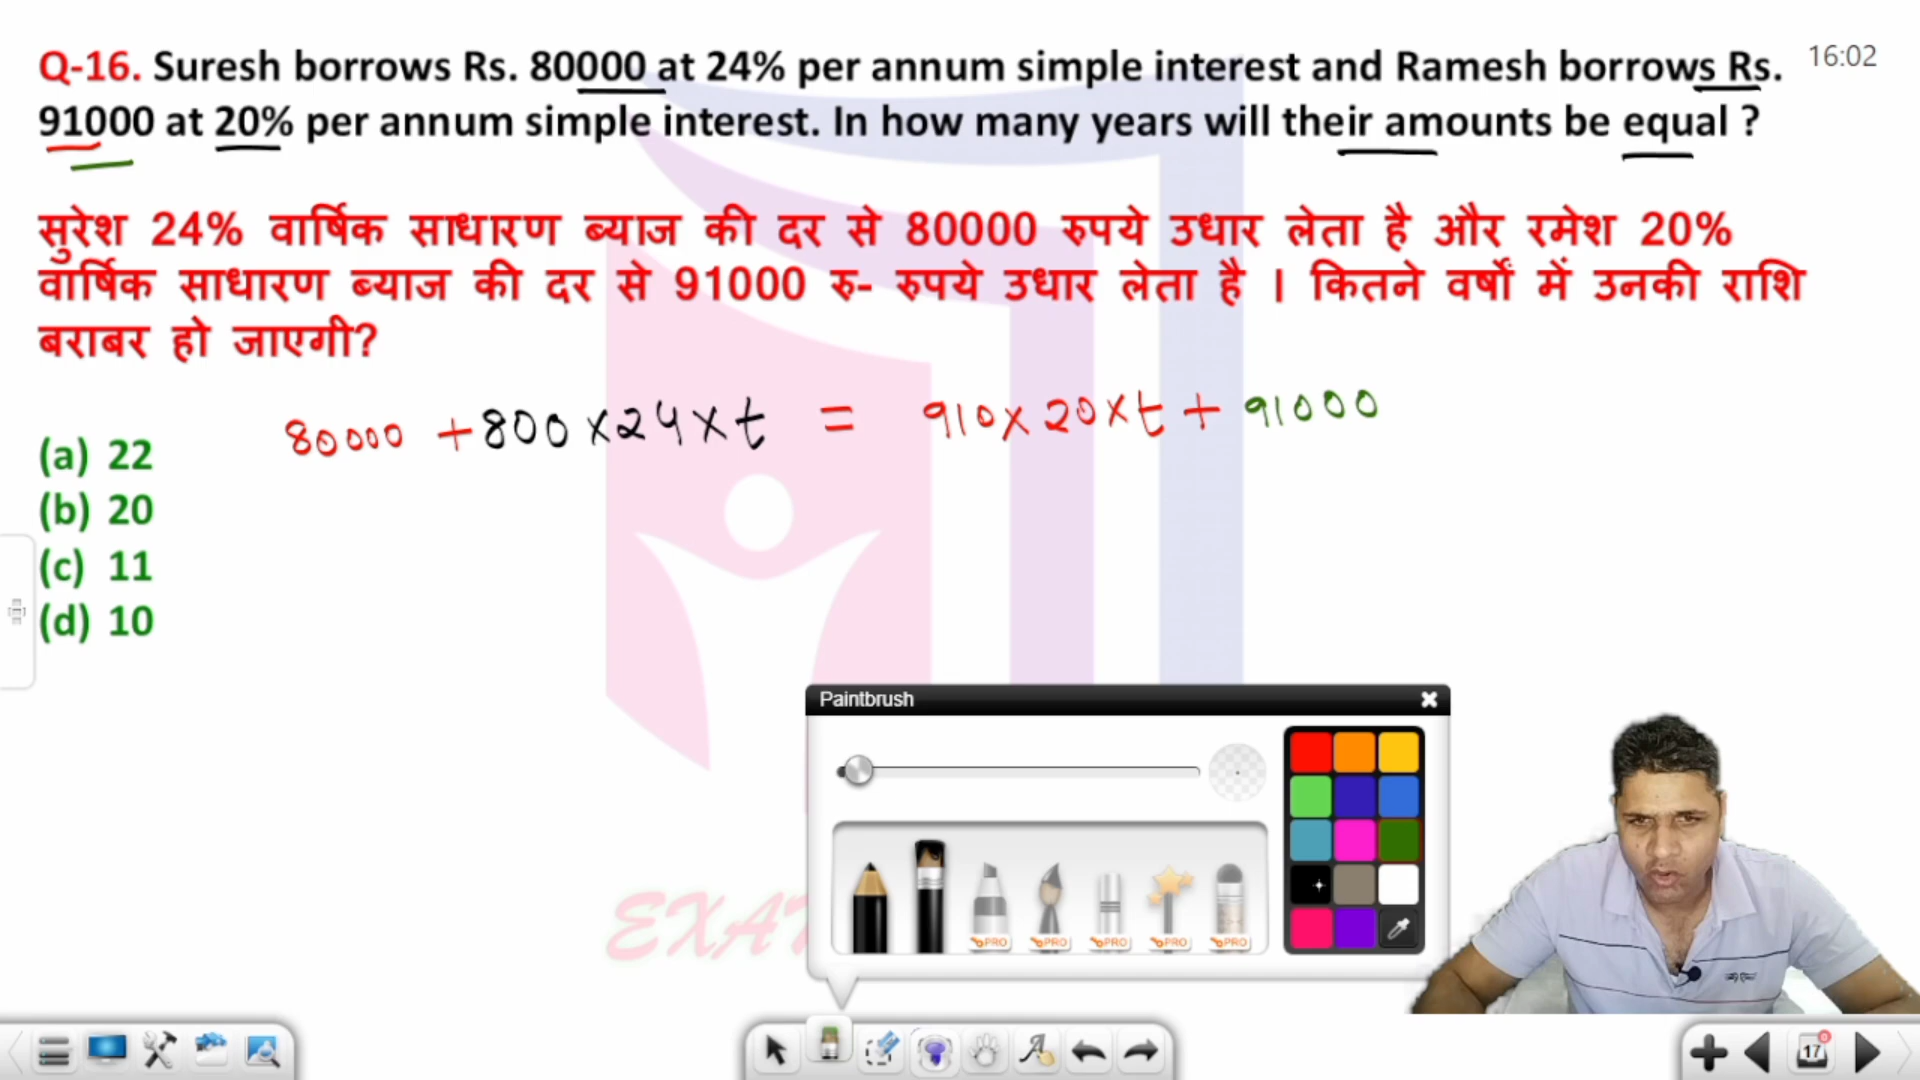 Q-16. Suresh borrows Rs. 80000 at 24% per annum simple interest and Ramesh borrows Rs.
16:02
91000 at 20% per annum simple interest. In how many years will their amounts be equal ?
सुरेश 24% वार्षिक साधारण ब्याज की दर से 80000 रुपये उधार लेता है और रमेश 20%
वार्षिक साधारण ब्याज की दर से 91000 रु- रुपये उधार लेता है । कितने वर्षों में उनकी राशि
बराबर हो जाएगी?
80000 + 800 × 24 × t = 910 × 20 × t + 91000
(a) 22
(b) 20
(c) 11
(d) 10
Paintbrush
PRO PRO PRO PRO PRO
17
0